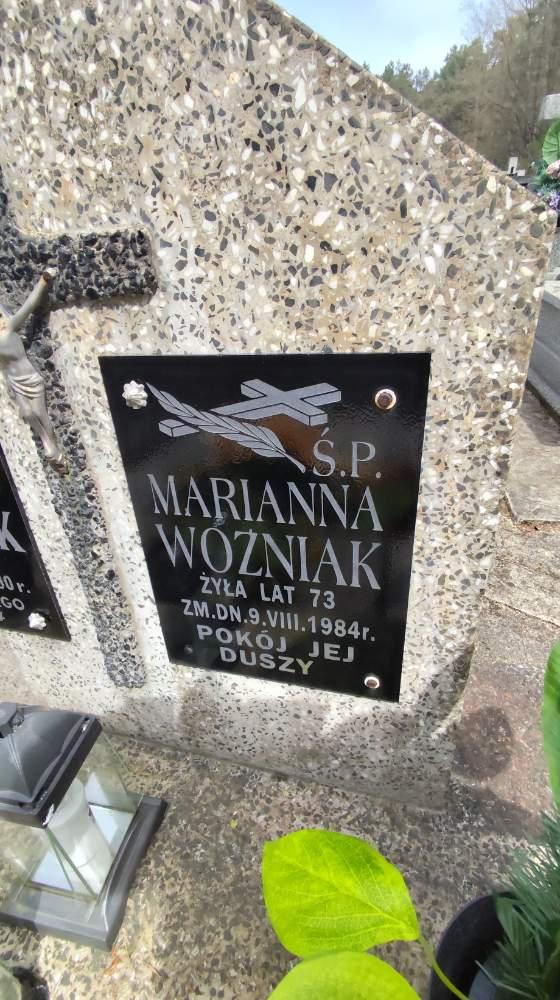 Ś.P.
MARIANNA
WOŹNIAK
ŻYŁA LAT 73
ZM.DN.9.VIII.1984r.
POKÓJ JEJ
DUSZY